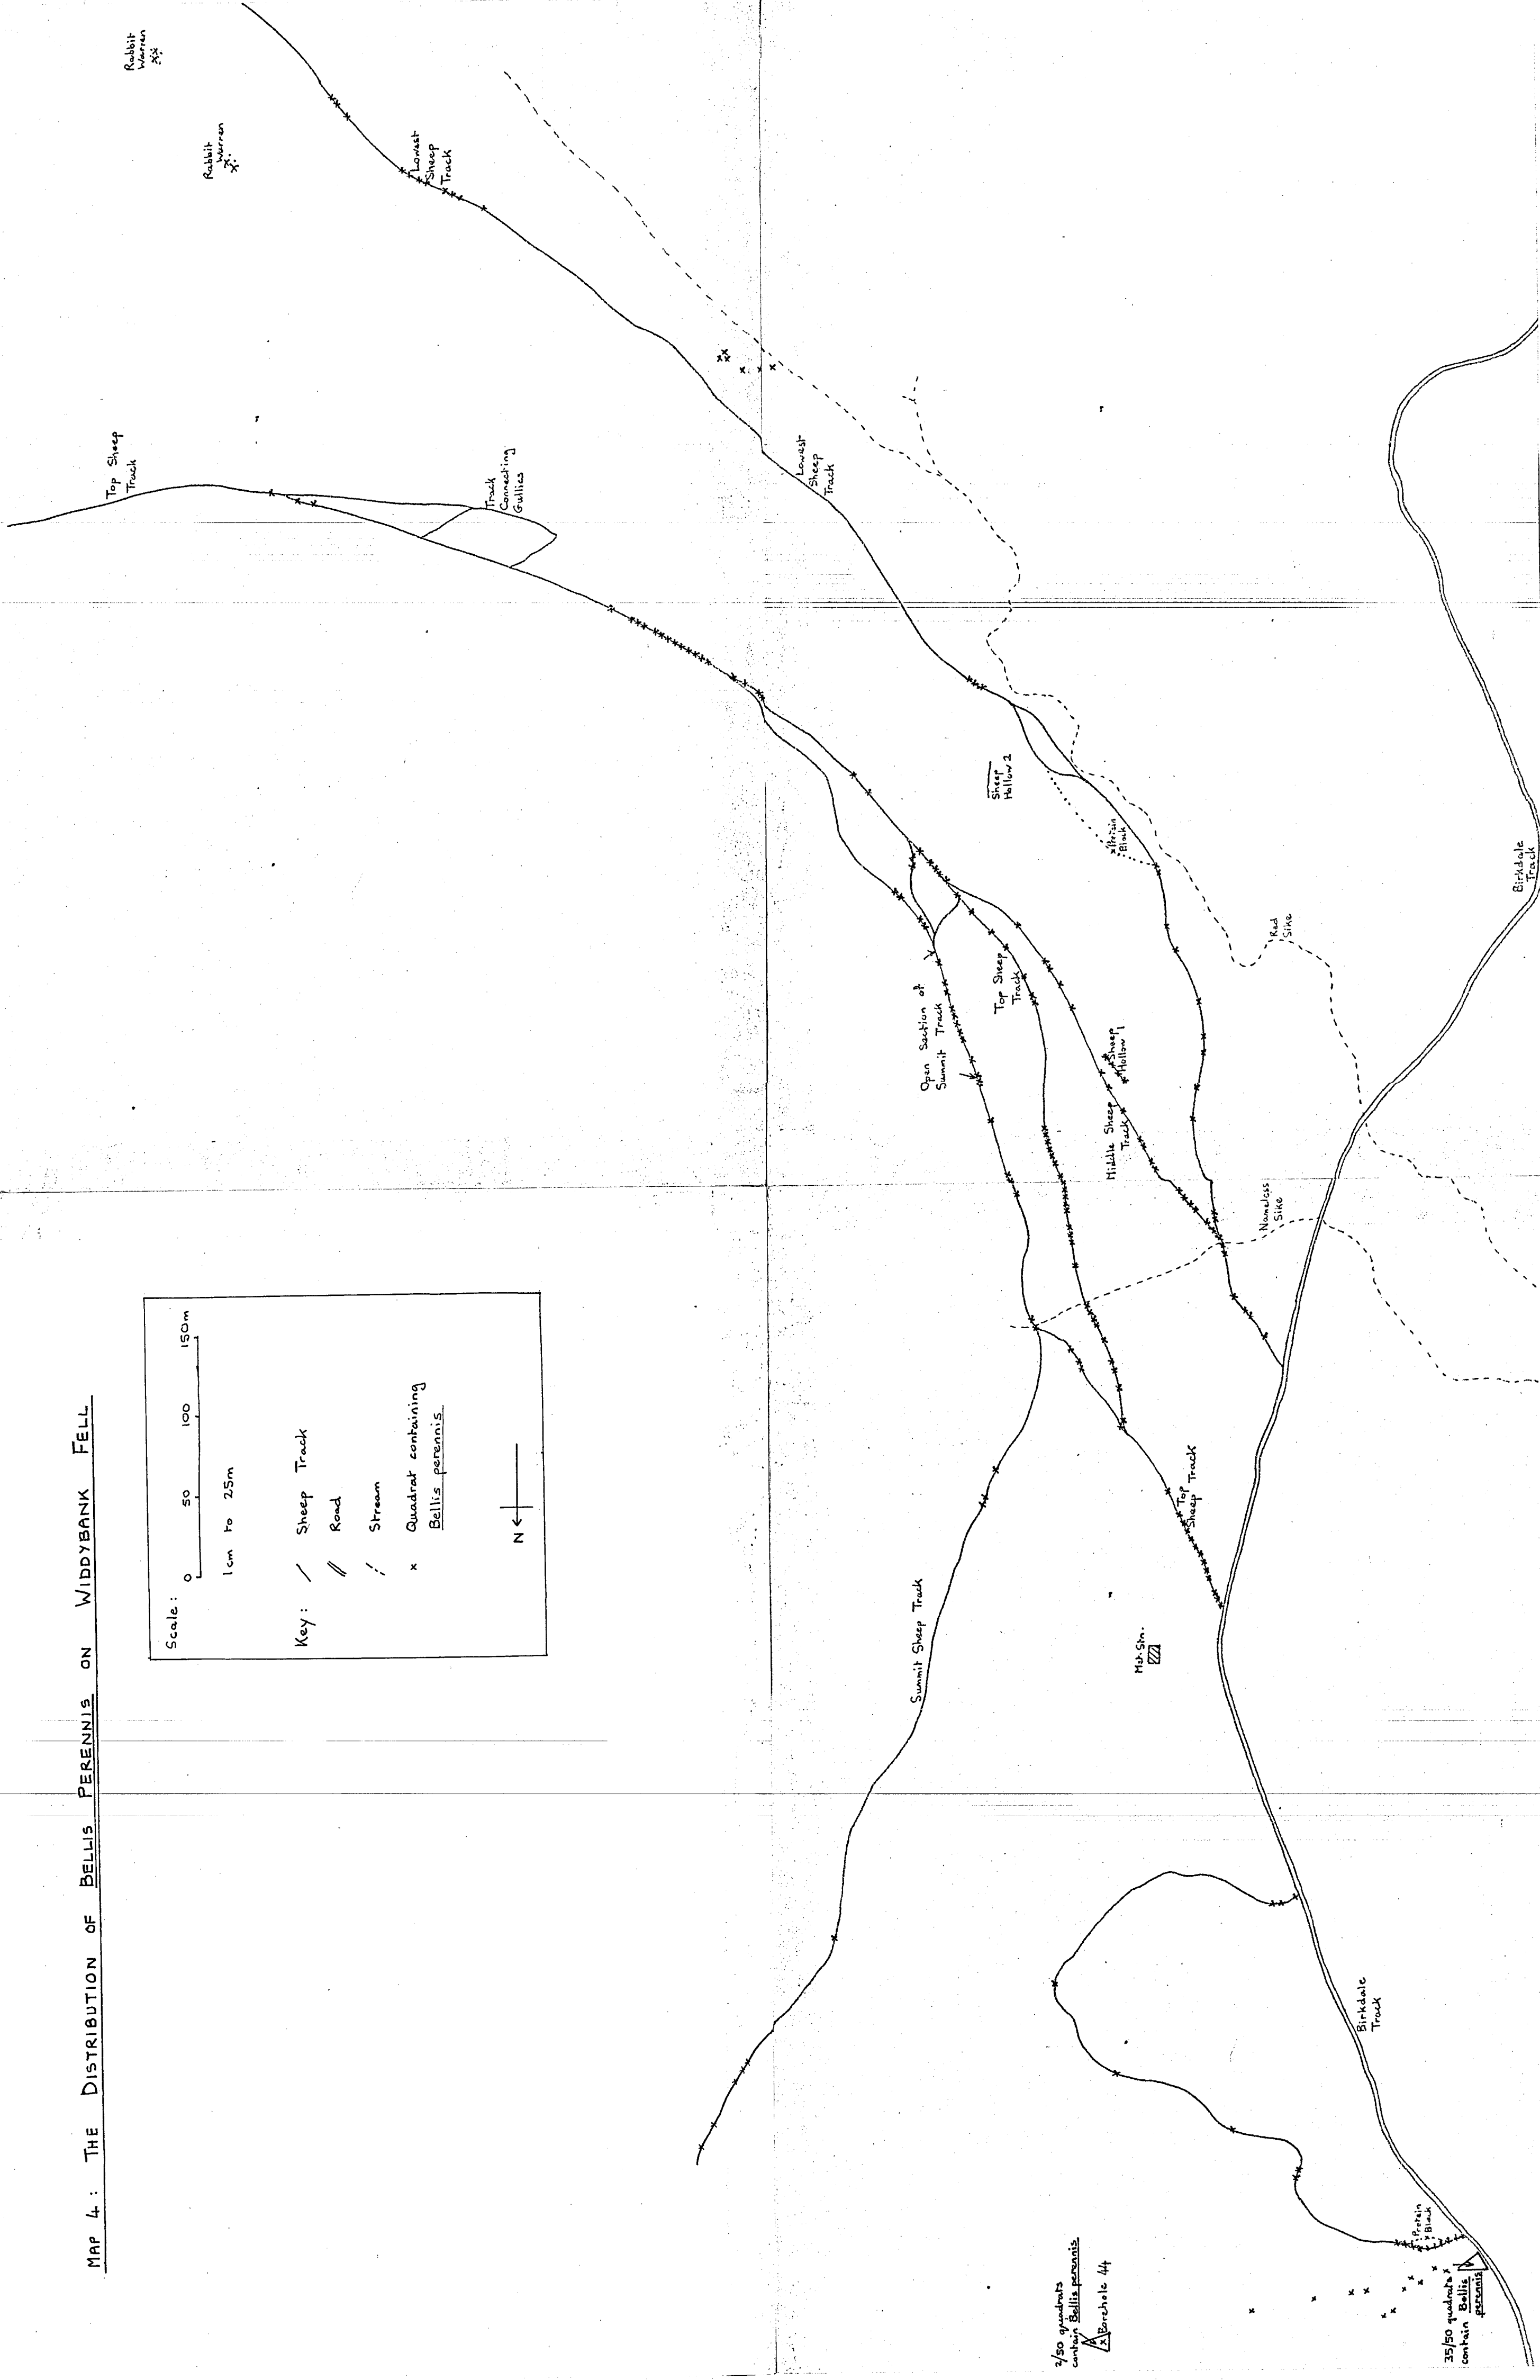 MAP 4: THE DISTRIBUTION OF BELLIS PERENNIS ON WIDDYBANK FELL
Scale:
0 50 100 150m
1cm to 25m
Key:
Sheep Track
Road
Stream
x Quadrat containing
Bellis perennis
N
Rabbit
Warren
Rabbit
Warren
Lowest
Sheep
Track
Top Sheep
Track
Track
Connecting
Gullies
Lowest
Sheep
Track
Sheep
Hollow 2
Protein
Block
Birkdale
Track
Red
Sike
Open Section of
Summit Track
Top Sheep
Track
Sheep
Hollow 1
Middle Sheep
Track
Nameless
Sike
Top
Sheep Track
Summit Sheep Track
Met. Stn.
Birkdale
Track
Protein
Block
2/50 quadrats
contain Bellis perennis
Borehole 44
35/50 quadrats
contain Bellis
perennis